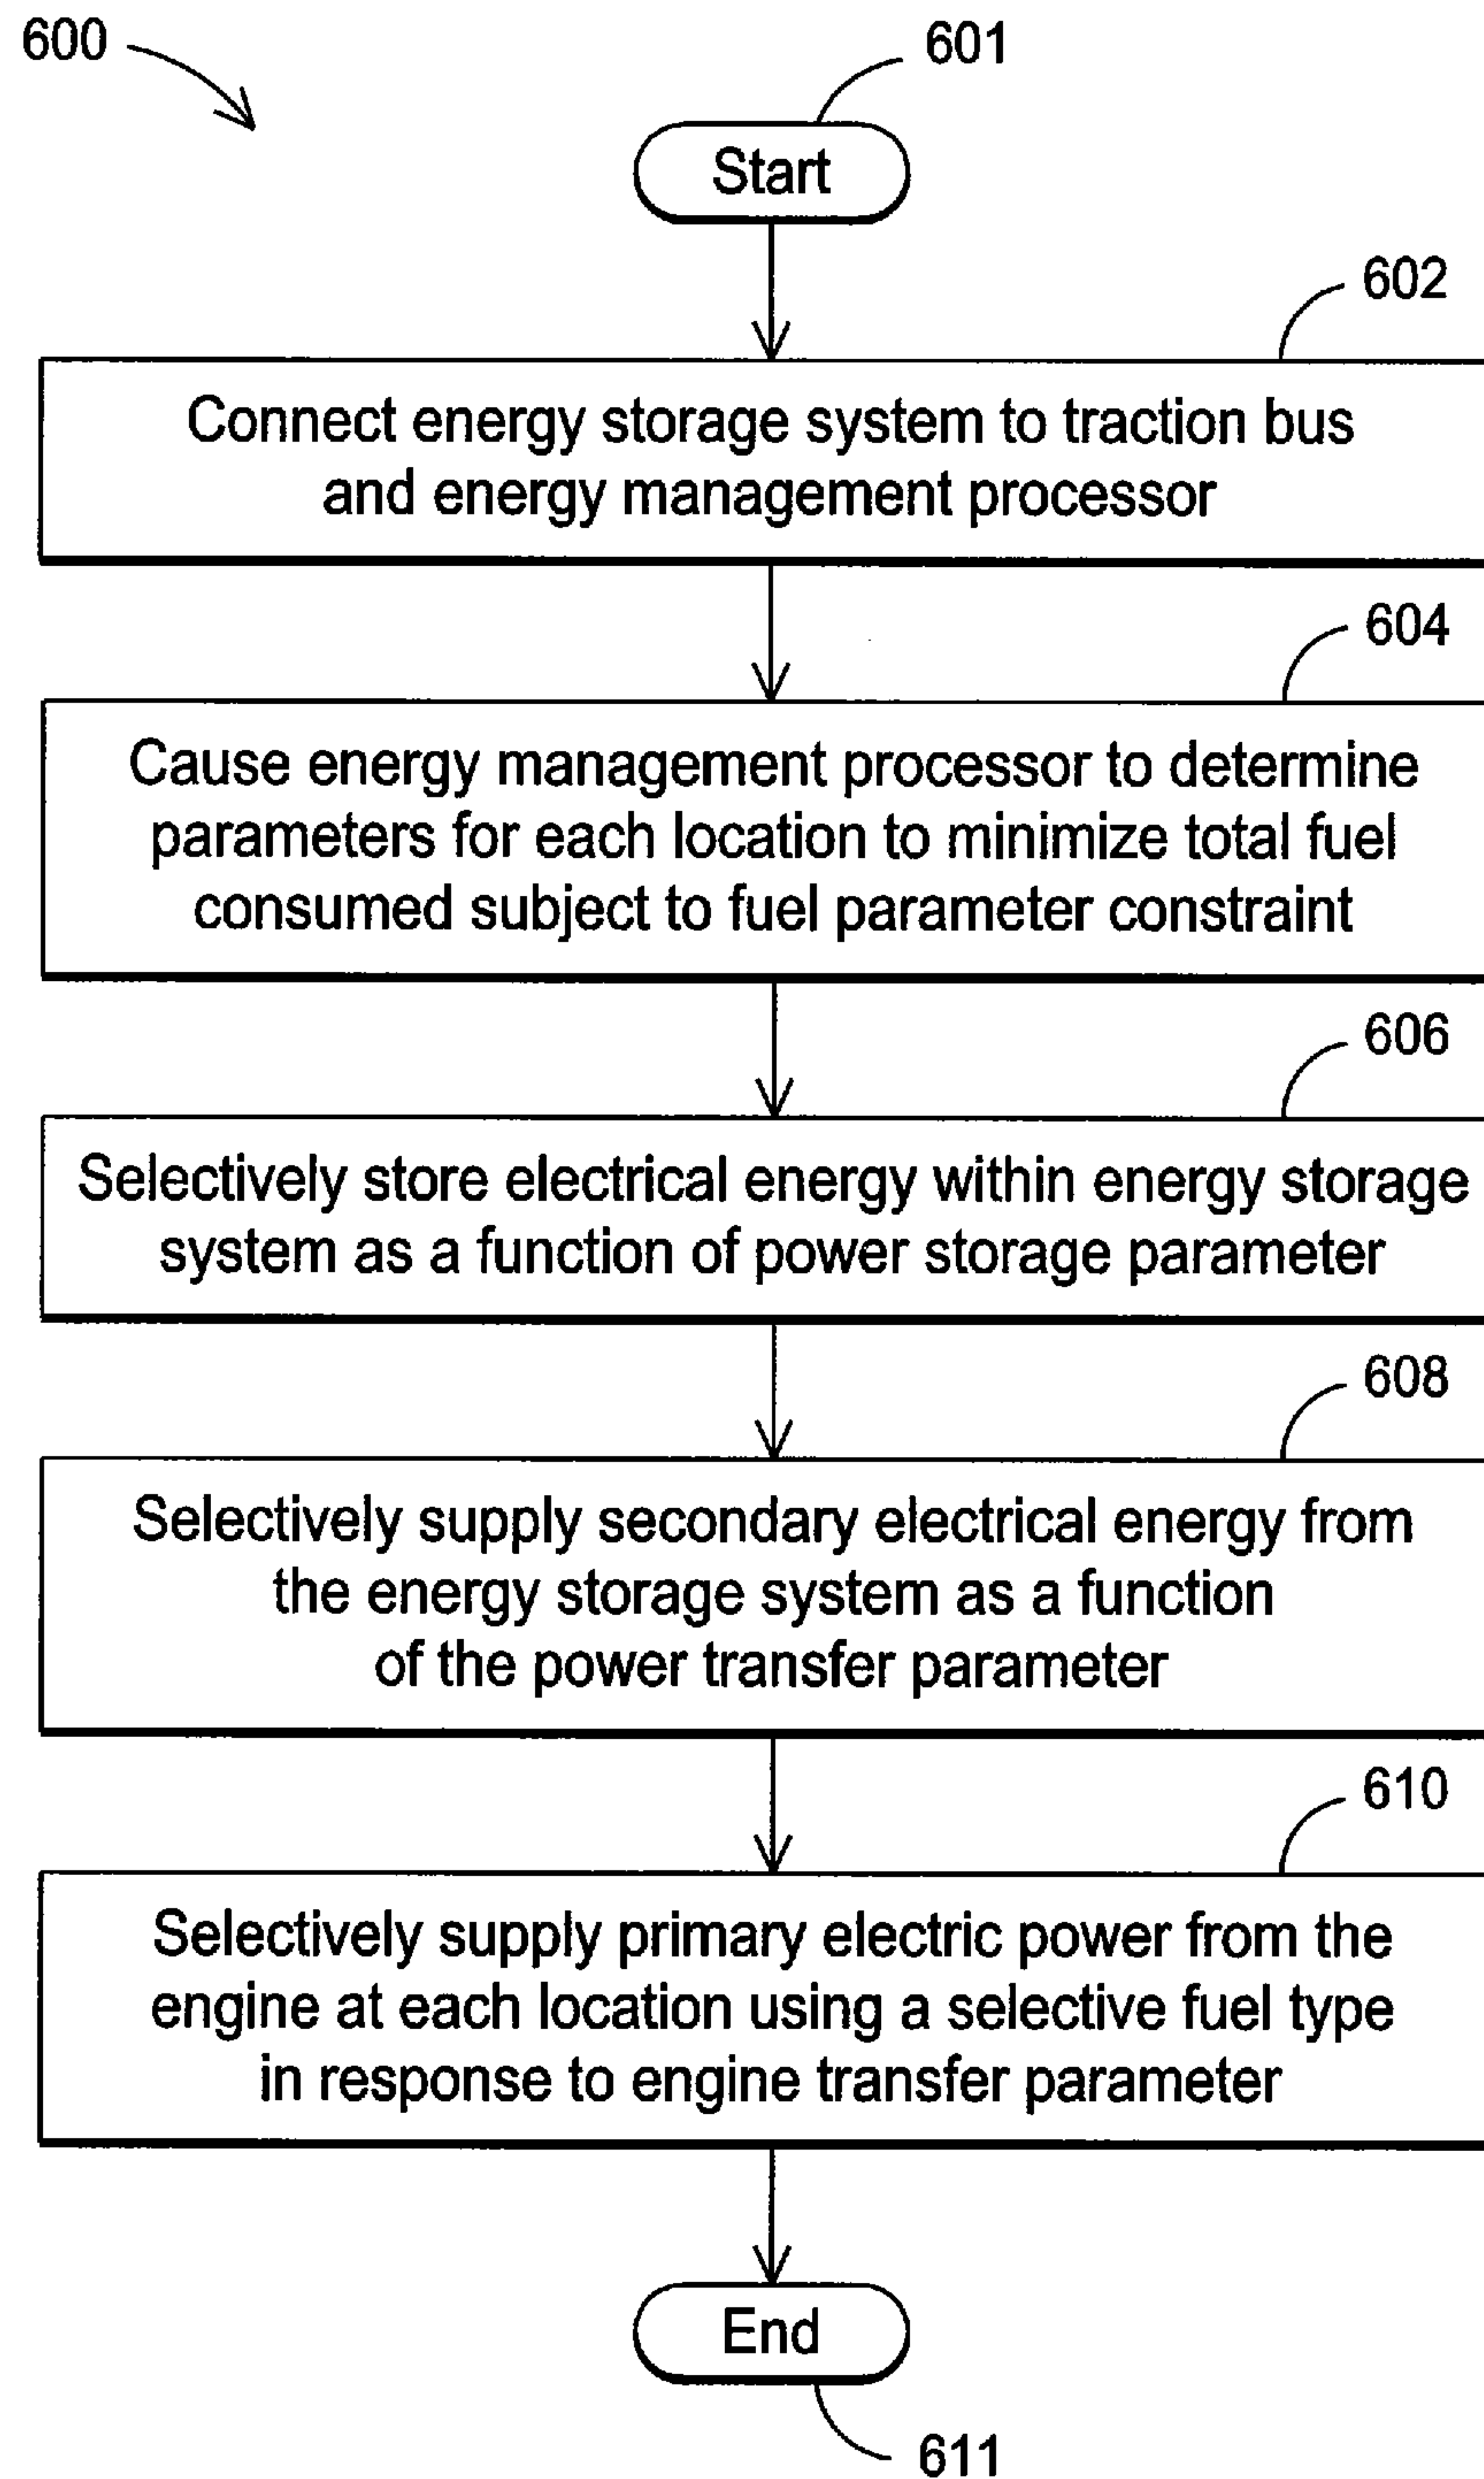 600
601
Start
602
Connect energy storage system to traction bus
and energy management processor
604
Cause energy management processor to determine
parameters for each location to minimize total fuel
consumed subject to fuel parameter constraint
606
Selectively store electrical energy within energy storage
system as a function of power storage parameter
608
Selectively supply secondary electrical energy from
the energy storage system as a function
of the power transfer parameter
610
Selectively supply primary electric power from the
engine at each location using a selective fuel type
in response to engine transfer parameter
End
611